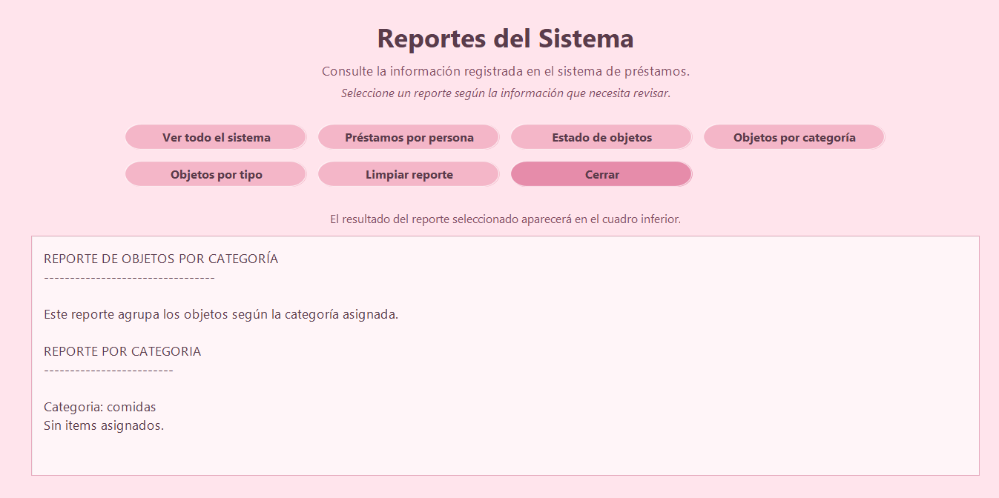 Reportes del Sistema
Consulte la información registrada en el sistema de préstamos.
Seleccione un reporte según la información que necesita revisar.
Ver todo el sistema
Préstamos por persona
Estado de objetos
Objetos por categoría
Objetos por tipo
Limpiar reporte
Cerrar
El resultado del reporte seleccionado aparecerá en el cuadro inferior.
REPORTE DE OBJETOS POR CATEGORÍA
---------------------------------
Este reporte agrupa los objetos según la categoría asignada.
REPORTE POR CATEGORIA
-------------------------
Categoria: comidas
Sin items asignados.